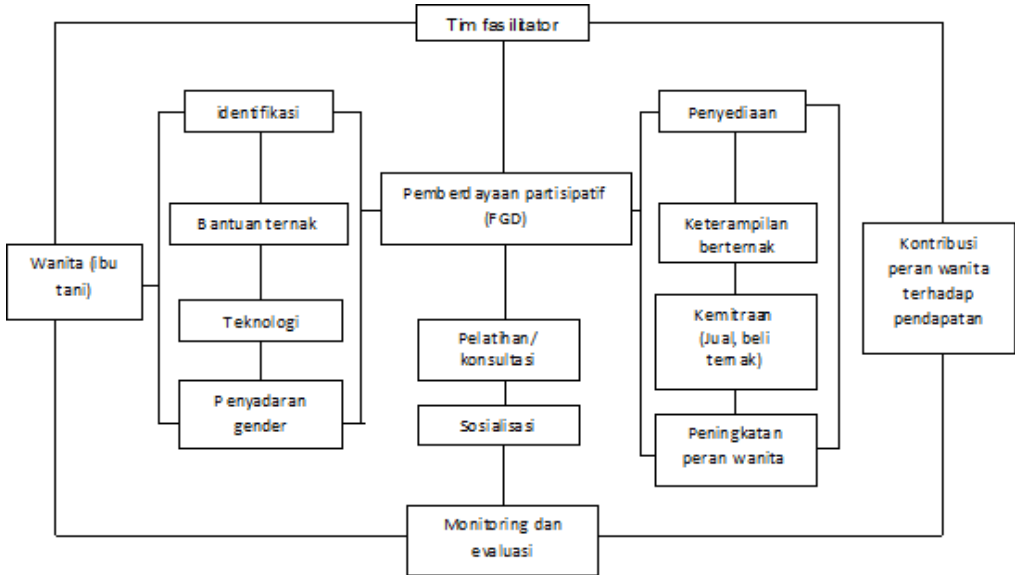 Tim fasilitator
identifikasi
Bantuan ternak
Teknologi
Penyadaran
gender
Wanita (ibu
tani)
Pemberdayaan partisipatif
(FGD)
Pelatihan/
konsultasi
Sosialisasi
Monitoring dan
evaluasi
Penyediaan
Keterampilan
berternak
Kemitraan
(Jual, beli
ternak)
Peningkatan
peran wanita
Kontribusi
peran wanita
terhadap
pendapatan